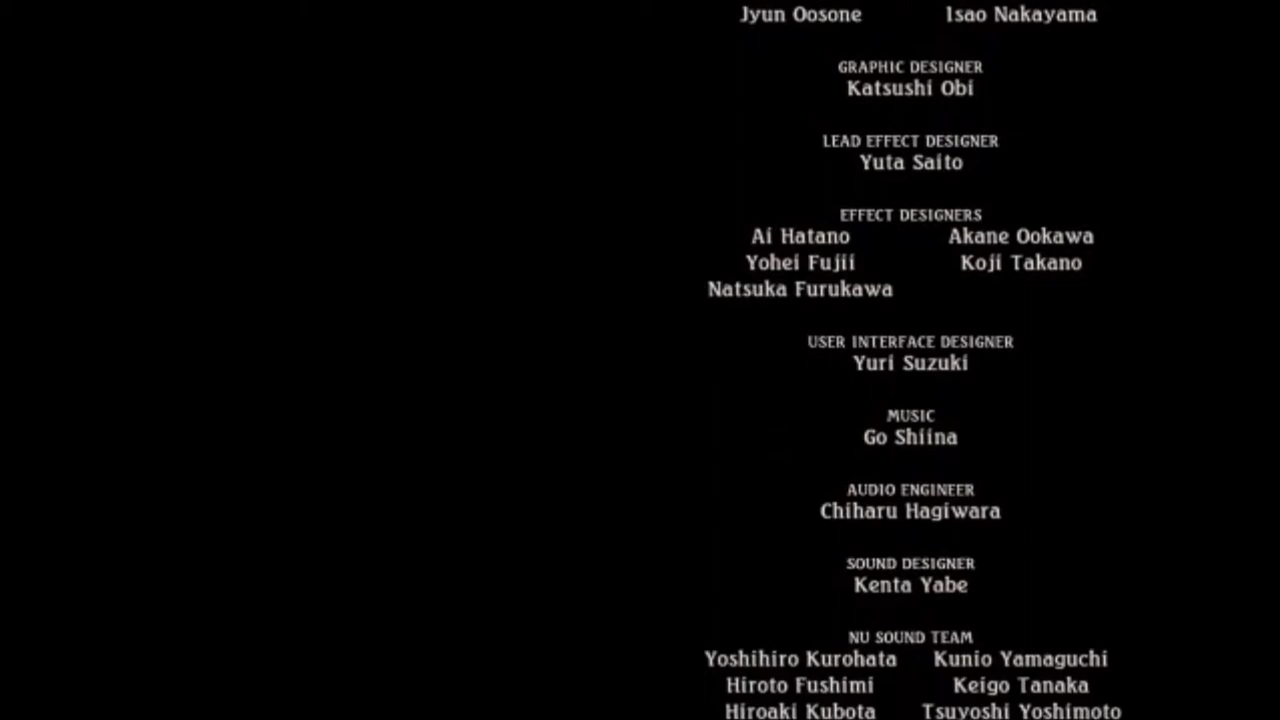 Jyun Oosone Isao Nakayama
GRAPHIC DESIGNER
Katsushi Obi
LEAD EFFECT DESIGNER
Yuta Saito
EFFECT DESIGNERS
Ai Hatano Akane Ookawa
Yohei Fujii Koji Takano
Natsuka Furukawa
USER INTERFACE DESIGNER
Yuri Suzuki
MUSIC
Go Shiina
AUDIO ENGINEER
Chiharu Hagiwara
SOUND DESIGNER
Kenta Yabe
NU SOUND TEAM
Yoshihiro Kurohata Kunio Yamaguchi
Hiroto Fushimi Keigo Tanaka
Hiroaki Kubota Tsuyoshi Yoshimoto